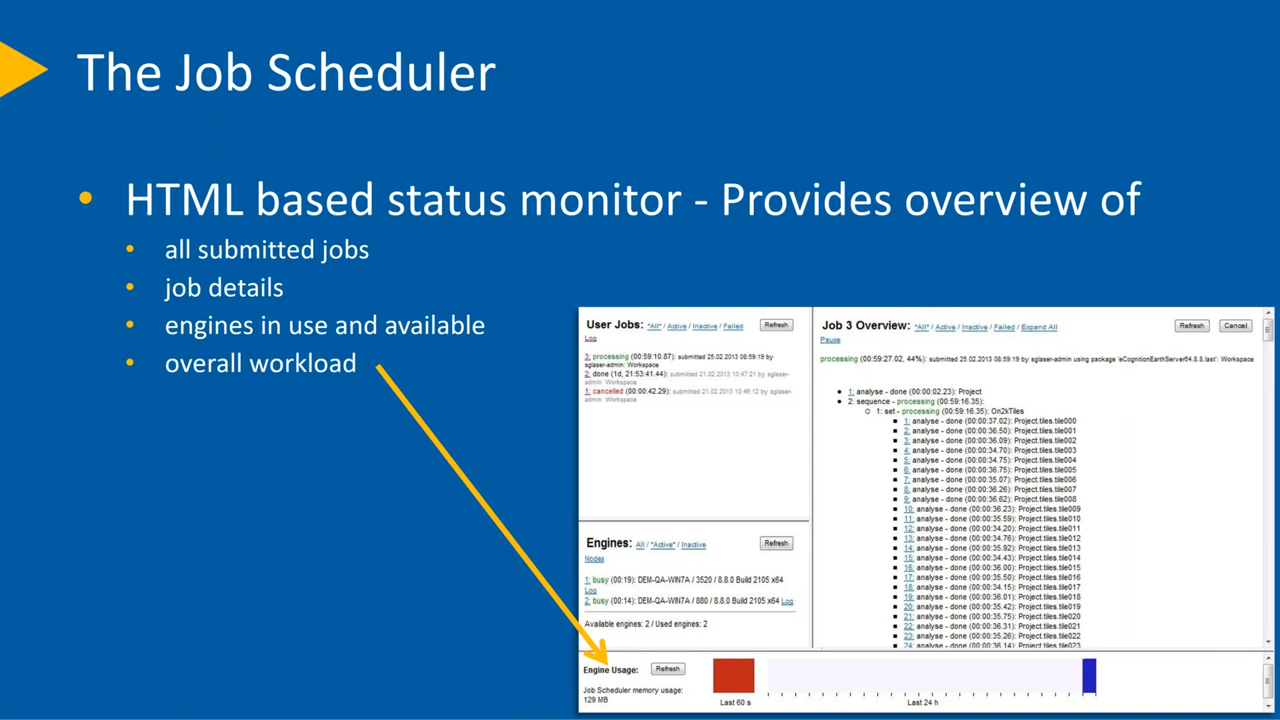 The Job Scheduler
• HTML based status monitor - Provides overview of
• all submitted jobs
• job details
• engines in use and available
• overall workload
User Jobs: *All* / Active / Inactive / Failed Refresh
Log
3: processing (00:59:10.87): submitted 25.02.2013 08:59:19 by
sglaser-admin: Workspace
2: done (1d, 21:53:41.44): submitted 21.02.2013 10:47:21 by sglaser-
admin: Workspace
1: cancelled (00:00:42.29): submitted 21.02.2013 10:46:12 by sglaser-
admin: Workspace
Engines: All / *Active* / Inactive Refresh
Nodes
1: busy (00:19): DEM-QA-WIN7A / 3520 / 8.8.0 Build 2105 x64
Log
2: busy (00:14): DEM-QA-WIN7A / 880 / 8.8.0 Build 2105 x64 Log
Available engines: 2 / Used engines: 2
Job 3 Overview: *All* / Active / Inactive / Failed / Expand All Refresh Cancel
Pause
processing (00:59:27.02, 44%): submitted 25.02.2013 08:59:19 by sglaser-admin using package 'eCognitionEarthServer64.8.8.last': Workspace
• 1: analyse - done (00:00:02.23): Project
• 2: sequence - processing (00:59:16.35):
○ 1: set - processing (00:59:16.35): On2kTiles
▪ 1: analyse - done (00:00:37.02): Project.tiles.tile000
▪ 2: analyse - done (00:00:36.50): Project.tiles.tile001
▪ 3: analyse - done (00:00:36.09): Project.tiles.tile002
▪ 4: analyse - done (00:00:34.70): Project.tiles.tile003
▪ 5: analyse - done (00:00:34.75): Project.tiles.tile004
▪ 6: analyse - done (00:00:36.75): Project.tiles.tile005
▪ 7: analyse - done (00:00:35.07): Project.tiles.tile006
▪ 8: analyse - done (00:00:36.26): Project.tiles.tile007
▪ 9: analyse - done (00:00:36.62): Project.tiles.tile008
▪ 10: analyse - done (00:00:36.23): Project.tiles.tile009
▪ 11: analyse - done (00:00:35.59): Project.tiles.tile010
▪ 12: analyse - done (00:00:34.20): Project.tiles.tile011
▪ 13: analyse - done (00:00:34.76): Project.tiles.tile012
▪ 14: analyse - done (00:00:35.92): Project.tiles.tile013
▪ 15: analyse - done (00:00:34.43): Project.tiles.tile014
▪ 16: analyse - done (00:00:36.00): Project.tiles.tile015
▪ 17: analyse - done (00:00:35.50): Project.tiles.tile016
▪ 18: analyse - done (00:00:34.15): Project.tiles.tile017
▪ 19: analyse - done (00:00:36.01): Project.tiles.tile018
▪ 20: analyse - done (00:00:35.42): Project.tiles.tile019
▪ 21: analyse - done (00:00:35.75): Project.tiles.tile020
▪ 22: analyse - done (00:00:36.31): Project.tiles.tile021
▪ 23: analyse - done (00:00:35.26): Project.tiles.tile022
▪ 24: analyse - done (00:00:36.14): Project.tiles.tile023
Engine Usage: Refresh
Job Scheduler memory usage:
129 MB
Last 60 s
Last 24 h